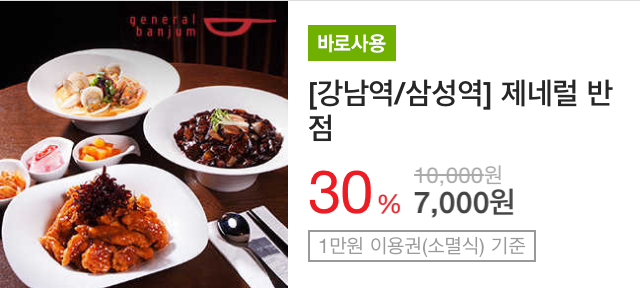 general
banjum
바로사용
[강남역/삼성역] 제네럴 반
점
30 % 10,000원
7,000원
1만원 이용권(소멸식) 기준